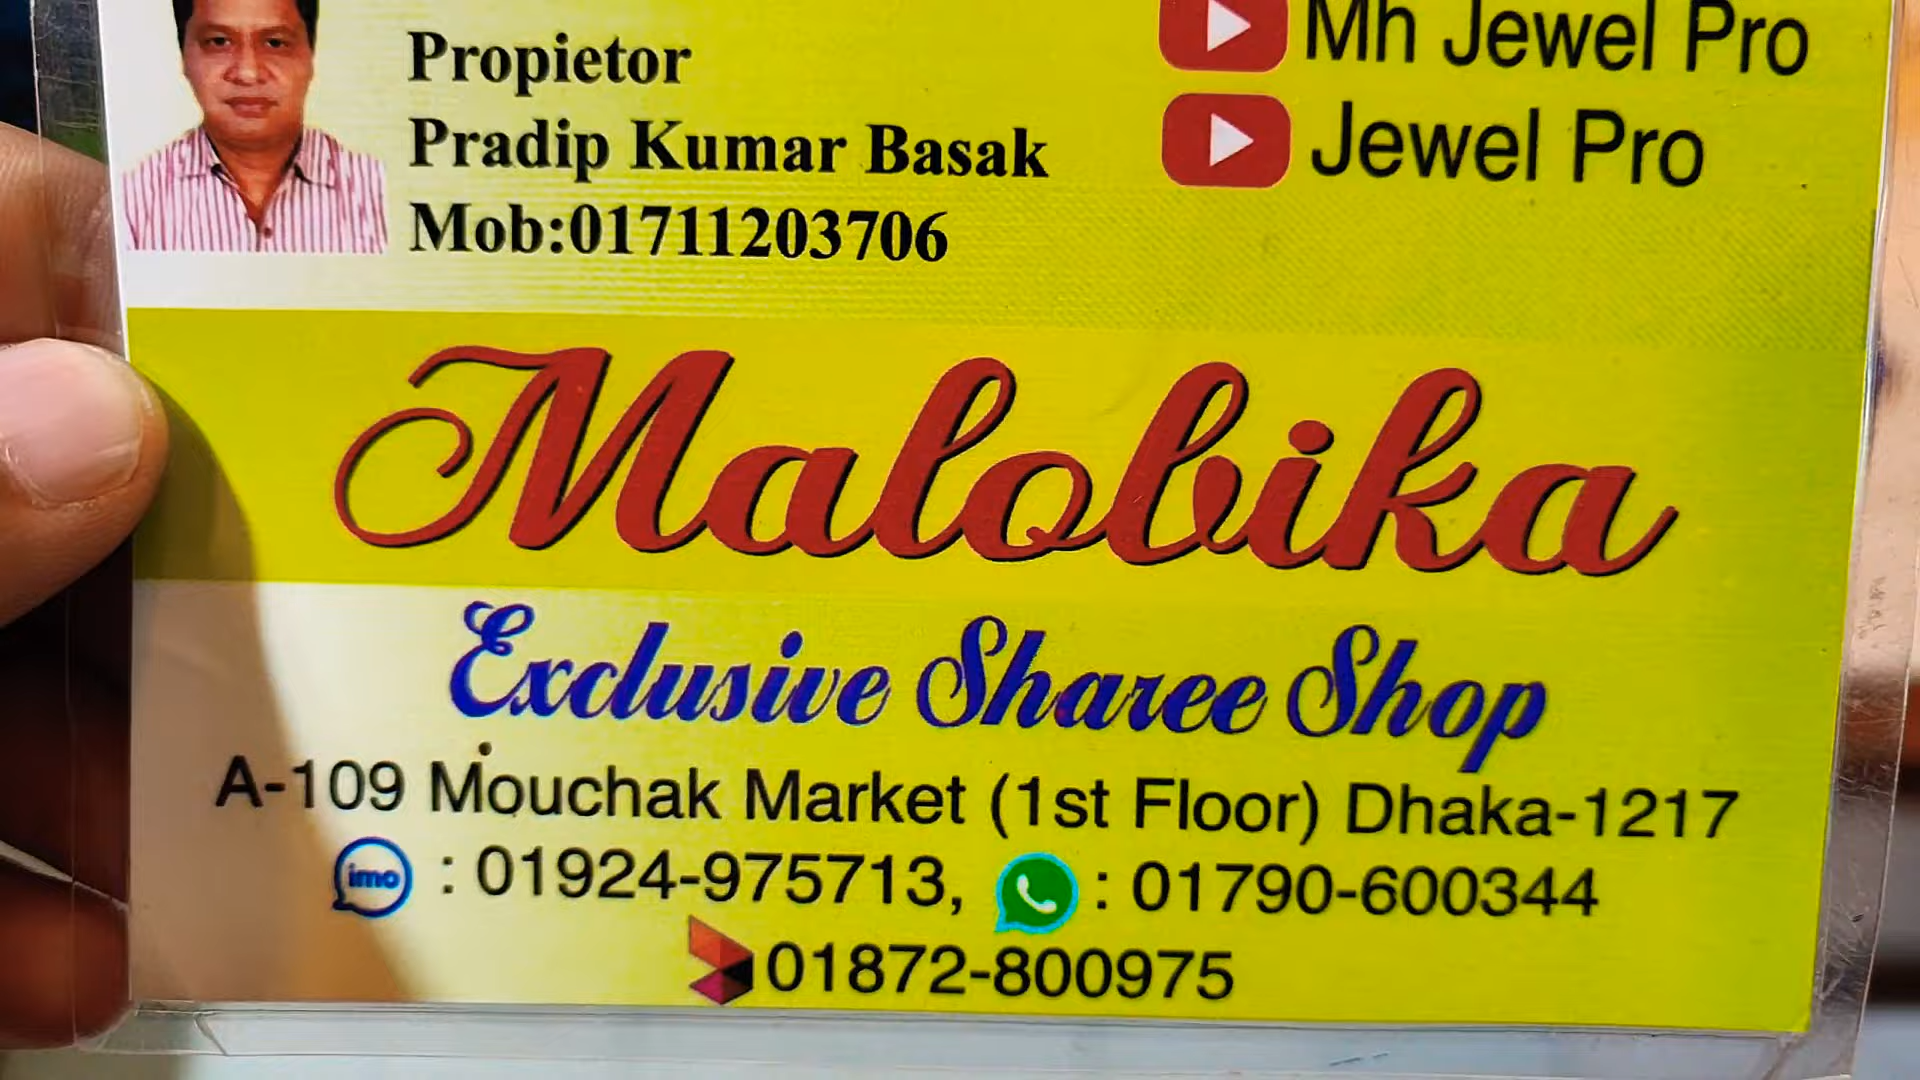 Propietor
Pradip Kumar Basak
Mob:01711203706
Mh Jewel Pro
Jewel Pro
Malobika
Exclusive Sharee Shop
A-109 Mouchak Market (1st Floor) Dhaka-1217
imo : 01924-975713, : 01790-600344
01872-800975